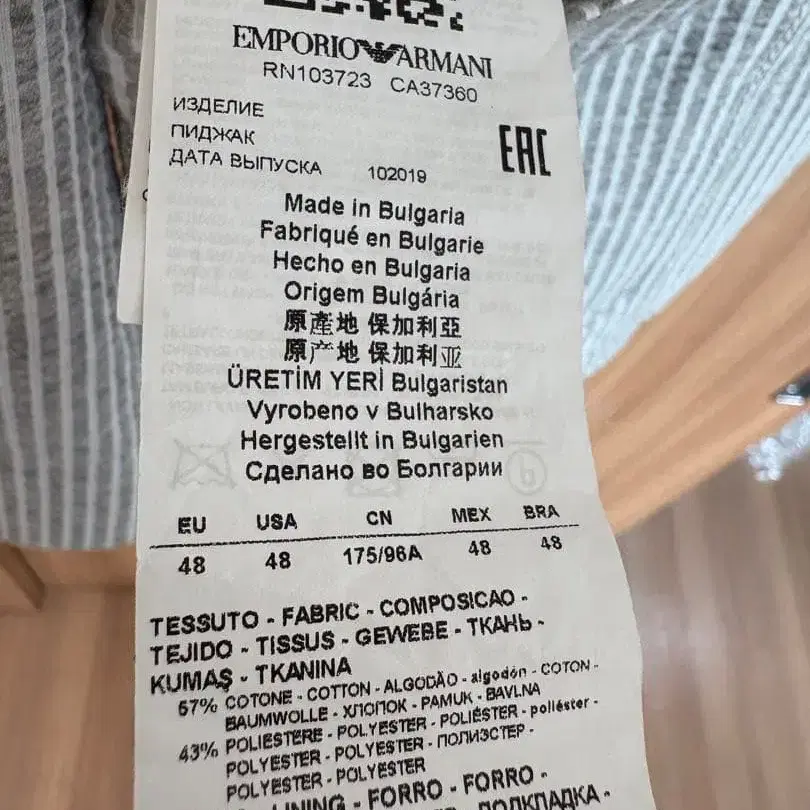 EMPORIO ARMANI
RN103723 CA37360
ИЗДЕЛИЕ
ПИДЖАК
EAC
ДАТА ВЫПУСКА 102019
Made in Bulgaria
Fabriqué en Bulgarie
Hecho en Bulgaria
Origem Bulgária
原產地 保加利亞
原产地 保加利亚
ÜRETİM YERİ Bulgaristan
Vyrobeno v Bulharsko
Hergestellt in Bulgarien
Сделано во Болгарии
EU USA CN MEX BRA
48 48 175/96A 48 48
TESSUTO - FABRIC - COMPOSICAO -
TEJIDO - TISSUS - GEWEBE - ТКАНЬ -
KUMAŞ - TKANINA
57% COTONE - COTTON - ALGODÃO - algodón - COTON -
BAUMWOLLE - ХЛОПОК - PAMUK - BAVLNA
43% POLIESTERE - POLYESTER - POLIÉSTER - poliéster -
POLYESTER - POLYESTER - ПОЛИЭСТЕР -
POLYESTER - POLYESTER
LINING - FORRO - FORRO -
ПОДКЛАДКА -